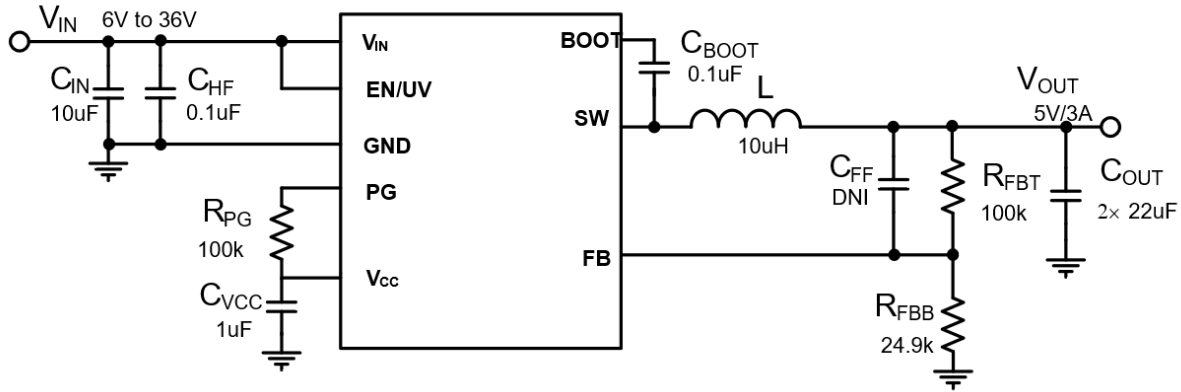 VIN 6V to 36V
CIN
10uF
CHF
0.1uF
VIN
EN/UV
GND
PG
VCC
RPG
100k
CVCC
1uF
BOOT
SW
FB
CBOOT
0.1uF
L
10uH
CFF
DNI
RFBT
100k
RFBB
24.9k
VOUT
5V/3A
COUT
2× 22uF